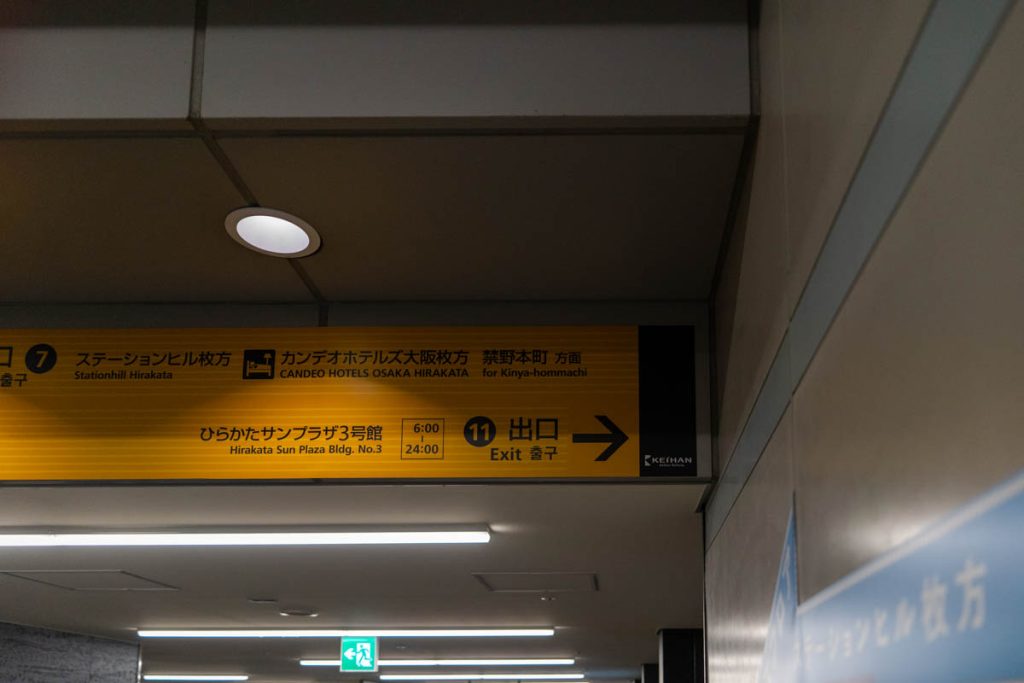 口 7 ステーションヒル枚方 カンデオホテルズ大阪枚方 禁野本町 方面
출구 Stationhill Hirakata CANDEO HOTELS OSAKA HIRAKATA for Kinya-hommachi
ひらかたサンプラザ3号館 6:00 11 出口
Hirakata Sun Plaza Bldg. No.3 24:00 Exit 출구
KEIHAN
ーションヒル枚方